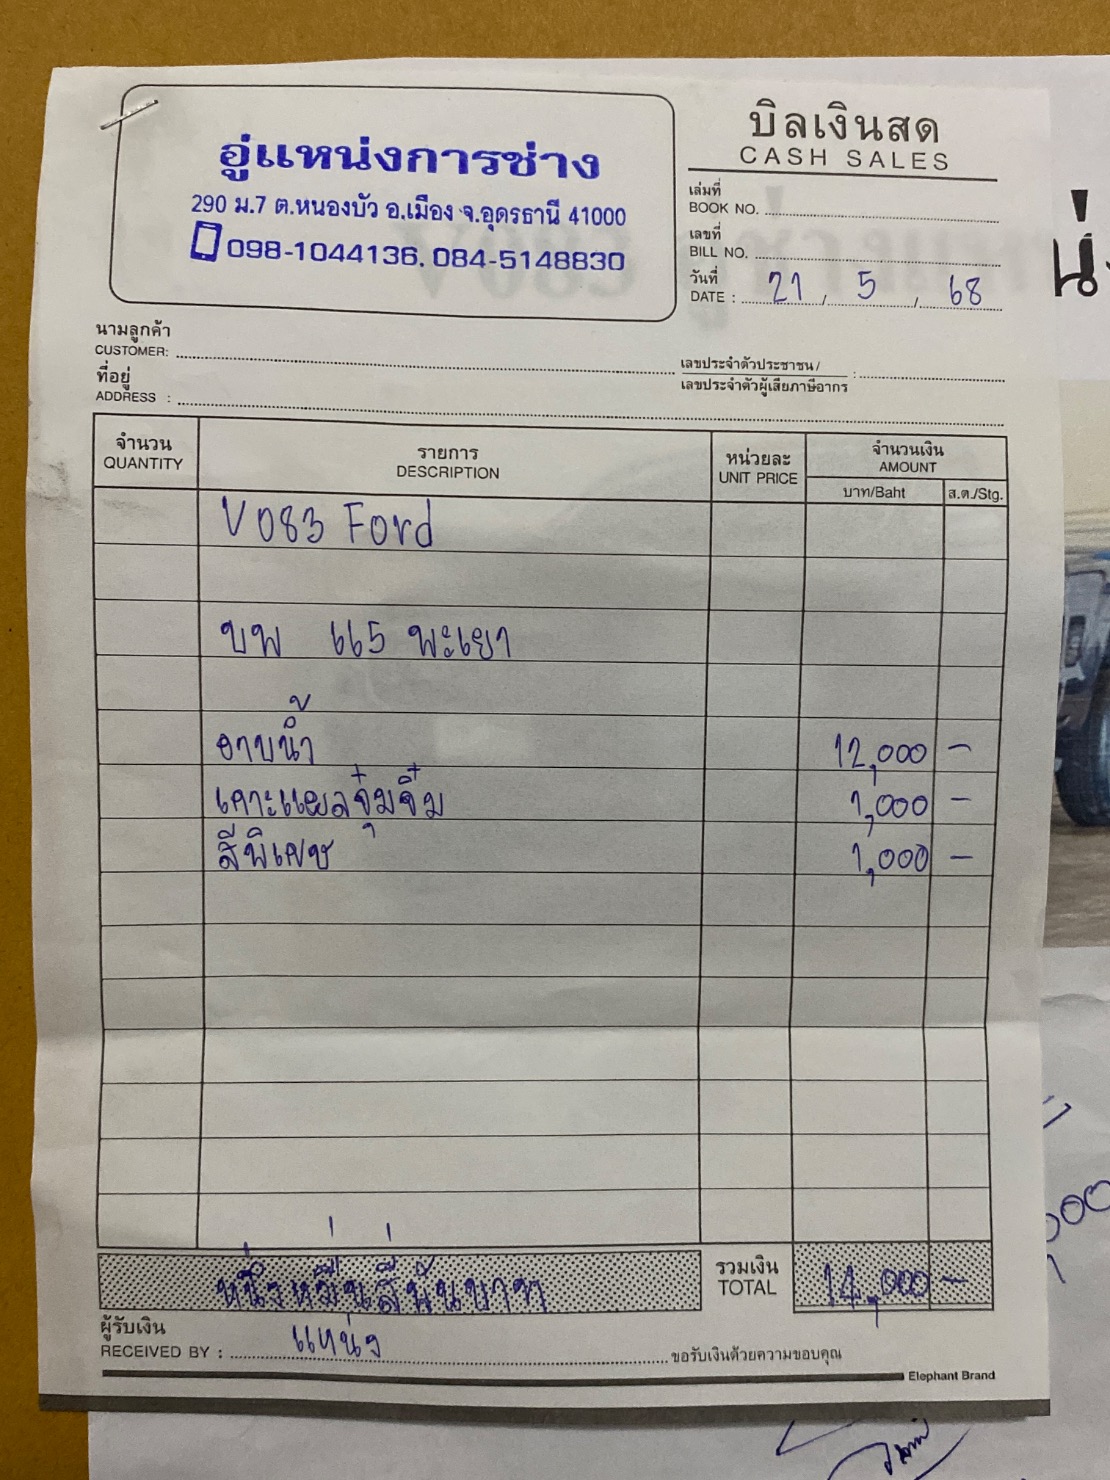 อู่แหน่งการช่าง
290 ม.7 ต.หนองบัว อ.เมือง จ.อุดรธานี 41000
098-1044136, 084-5148830
บิลเงินสด
CASH SALES
เล่มที่
BOOK NO.
เลขที่
BILL NO.
วันที่
DATE : 21 / 5 / 68
นามลูกค้า
CUSTOMER:
เลขประจำตัวประชาชน /
เลขประจำตัวผู้เสียภาษีอากร :
ที่อยู่
ADDRESS :
จำนวน รายการ หน่วยละ จำนวนเงิน
QUANTITY DESCRIPTION UNIT PRICE AMOUNT
บาท/Baht ส.ต./Stg.
V083 Ford
บพ 665 พะเยา
อาบน้ำ 12,000 -
เคาะแผลจุ๋มจิ๋ม 1,000 -
สีพิเศษ 1,000 -
หนึ่งหมื่นสี่พันบาท รวมเงิน TOTAL 14,000 -
ผู้รับเงิน
RECEIVED BY : แหน่ง ขอรับเงินด้วยความขอบคุณ
Elephant Brand